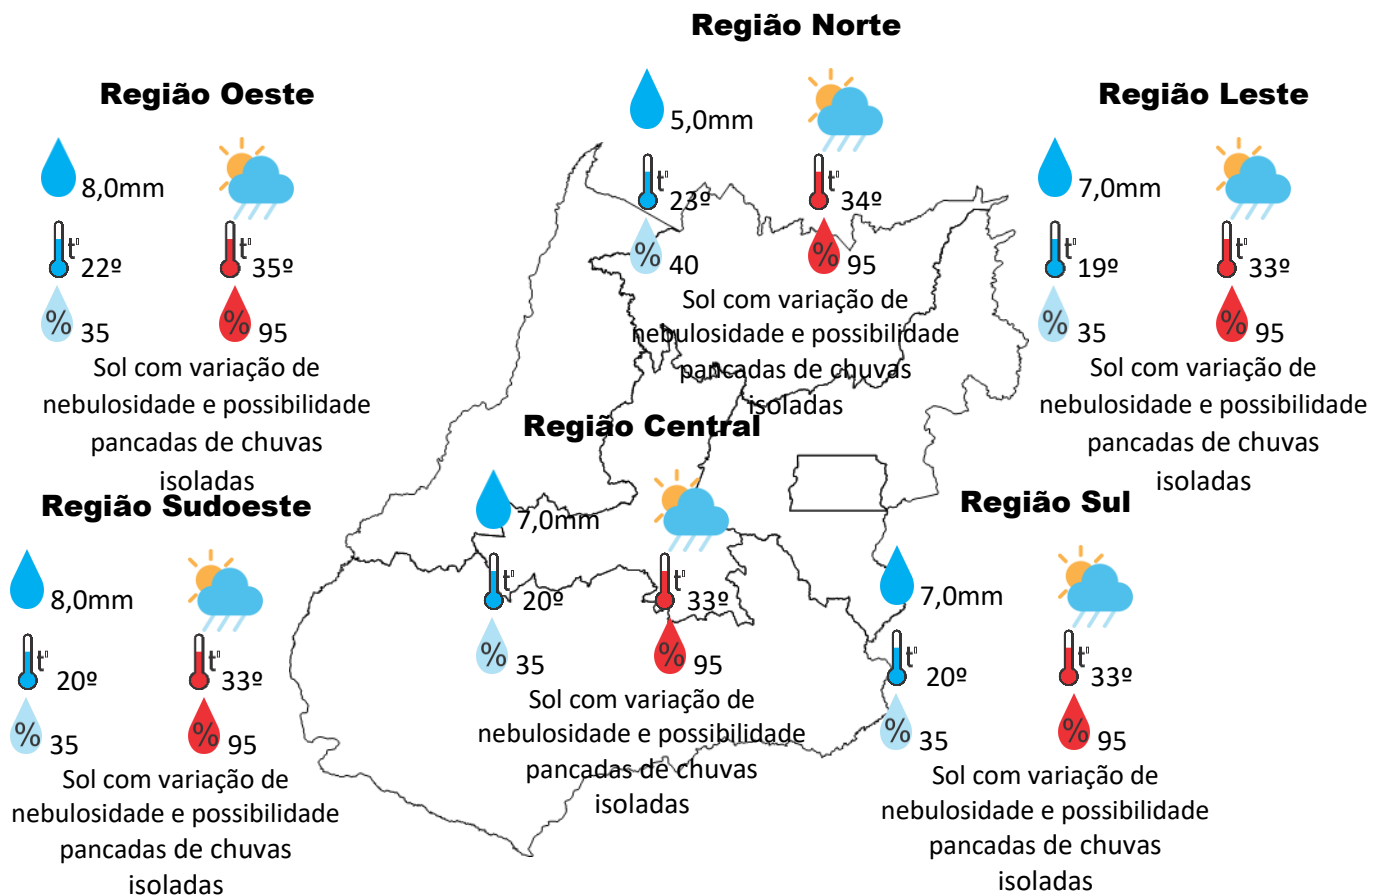 Região Norte
5,0mm
t°
23º
t°
34º
%
40
%
95
Sol com variação de
nebulosidade e possibilidade
pancadas de chuvas
isoladas
Região Oeste
8,0mm
t°
22º
t°
35º
%
35
%
95
Sol com variação de
nebulosidade e possibilidade
pancadas de chuvas
isoladas
Região Leste
7,0mm
t°
19º
t°
33º
%
35
%
95
Sol com variação de
nebulosidade e possibilidade
pancadas de chuvas
isoladas
Região Central
7,0mm
t°
20º
t°
33º
%
35
%
95
Sol com variação de
nebulosidade e possibilidade
pancadas de chuvas
isoladas
Região Sudoeste
8,0mm
t°
20º
t°
33º
%
35
%
95
Sol com variação de
nebulosidade e possibilidade
pancadas de chuvas
isoladas
Região Sul
7,0mm
t°
20º
t°
33º
%
35
%
95
Sol com variação de
nebulosidade e possibilidade
pancadas de chuvas
isoladas